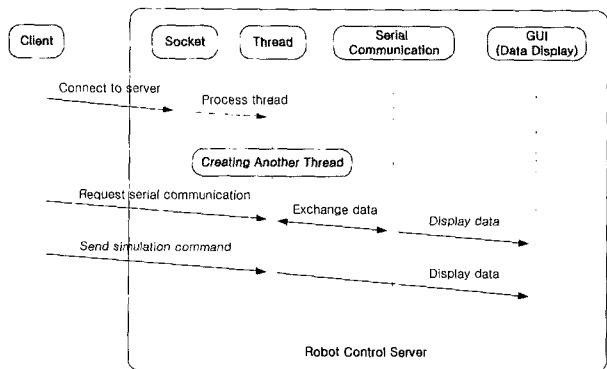 Client
Socket
Thread
Serial
Communication
GUI
(Data Display)
Connect to server
Process thread
Creating Another Thread
Request serial communication
Exchange data
Display data
Send simulation command
Display data
Robot Control Server